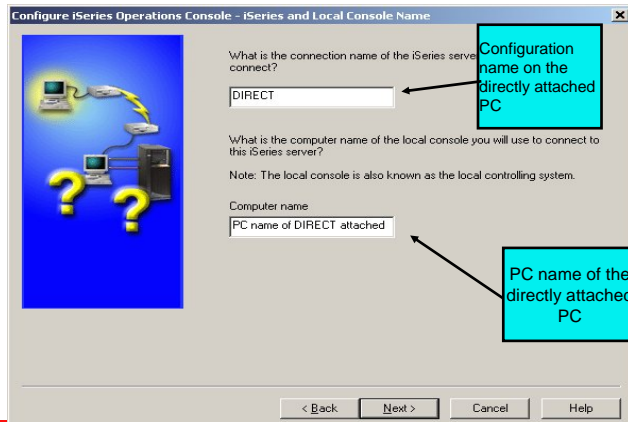 Configure iSeries Operations Console - iSeries and Local Console Name
What is the connection name of the iSeries server
connect?
DIRECT
Configuration
name on the
directly attached
PC
What is the computer name of the local console you will use to connect to
this iSeries server?
Note: The local console is also known as the local controlling system.
Computer name
PC name of DIRECT attached
PC name of the
directly attached
PC
? ?
< Back
Next >
Cancel
Help